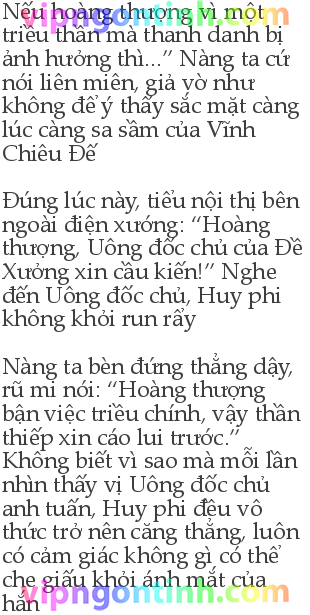 Nếu hoàng thượng vì một
triều thần mà thanh danh bị
ảnh hưởng thì...” Nàng ta cứ
nói liên miên, giả vờ như
không để ý thấy sắc mặt càng
lúc càng sa sầm của Vĩnh
Chiêu Đế
Đúng lúc này, tiểu nội thị bên
ngoài điện xướng: “Hoàng
thượng, Uông đốc chủ của Đề
Xưởng xin cầu kiến!” Nghe
đến Uông đốc chủ, Huy phi
không khỏi run rẩy
Nàng ta bèn đứng thẳng dậy,
rũ mi nói: “Hoàng thượng
bận việc triều chính, vậy thần
thiếp xin cáo lui trước.”
Không biết vì sao mà mỗi lần
nhìn thấy vị Uông đốc chủ
anh tuấn, Huy phi đều vô
thức trở nên căng thẳng, luôn
có cảm giác không gì có thể
che giấu khỏi ánh mắt của
hắn
vipngontinh.com
vipngontinh.com